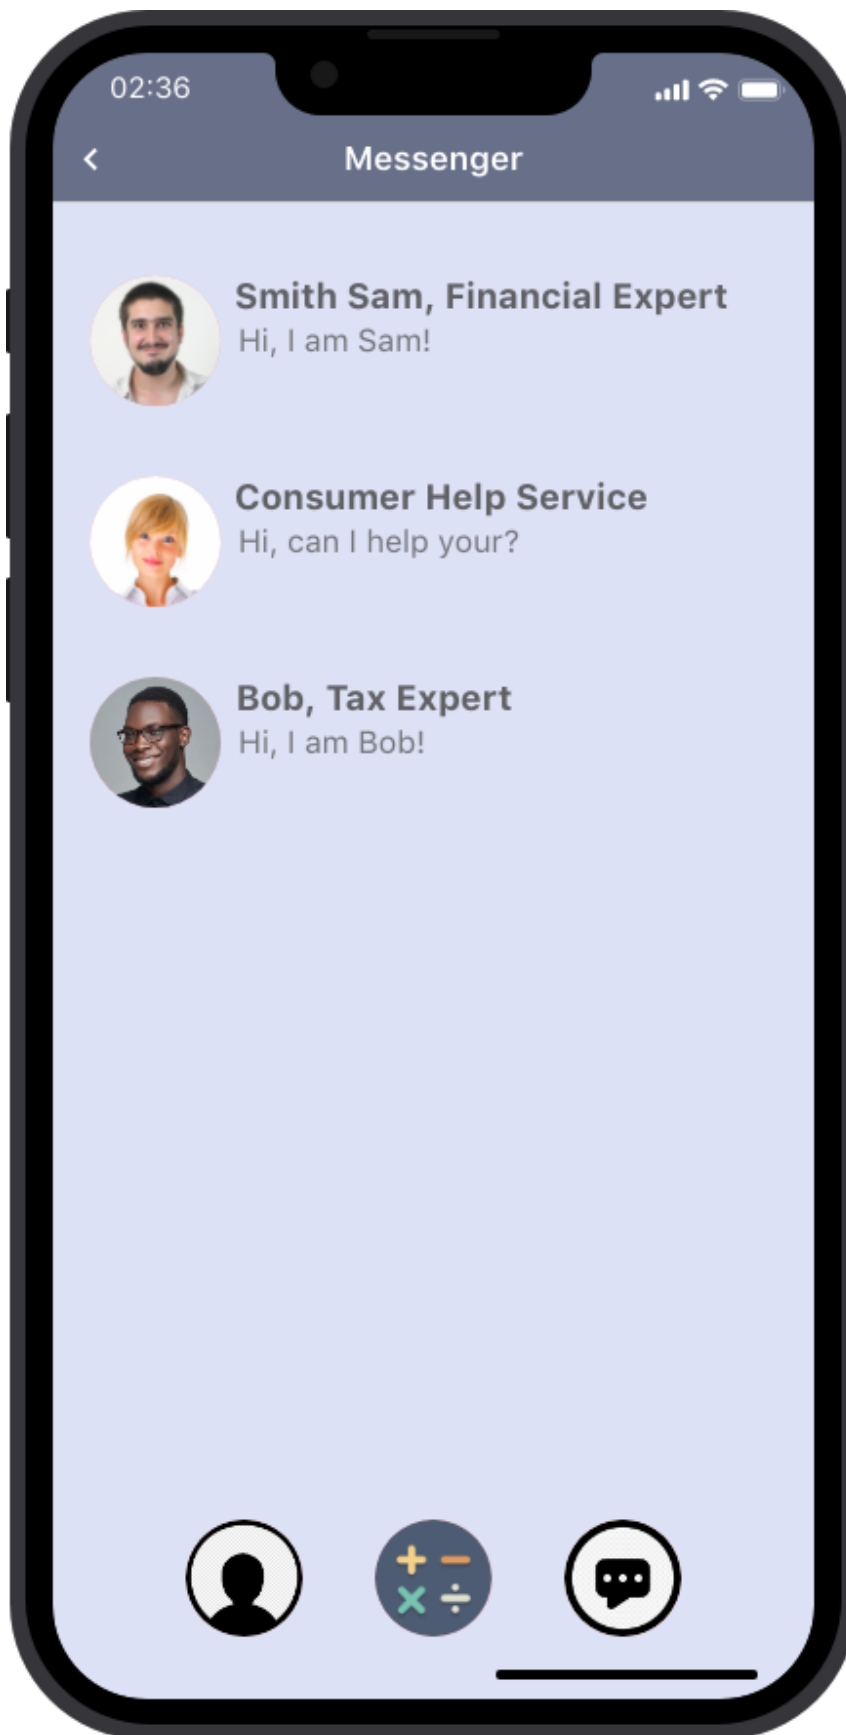 02:36
Messenger
Smith Sam, Financial Expert
Hi, I am Sam!
Consumer Help Service
Hi, can I help your?
Bob, Tax Expert
Hi, I am Bob!